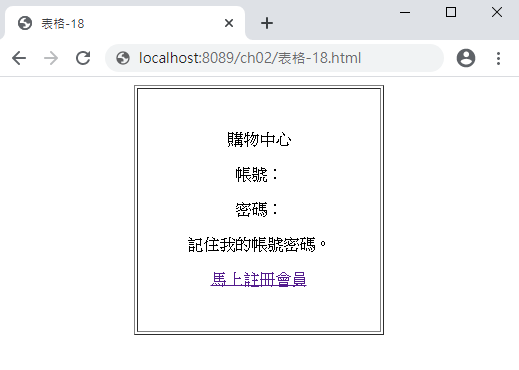 表格-18
localhost:8089/ch02/表格-18.html
購物中心
帳號：
密碼：
記住我的帳號密碼。
馬上註冊會員